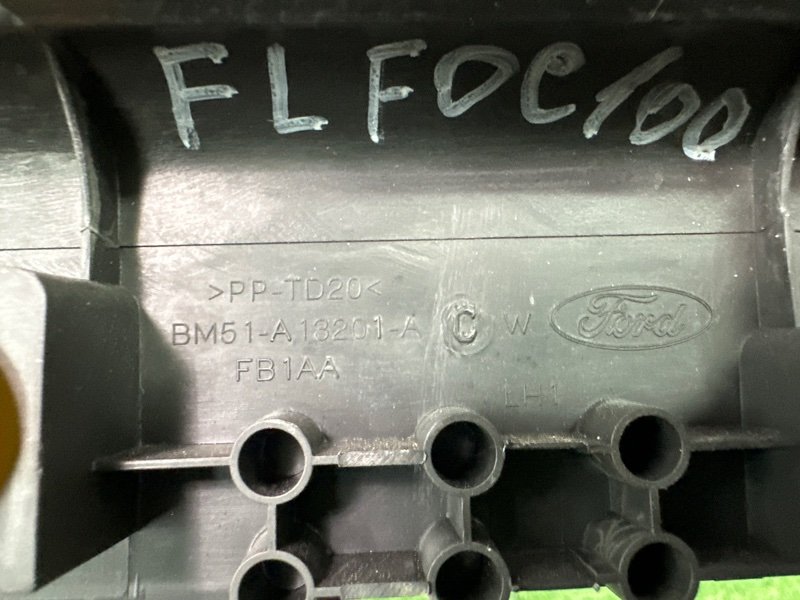 FLFOC100
>PP-TD20<
BM51-A13201-A C W Ford
FB1AA
LH1